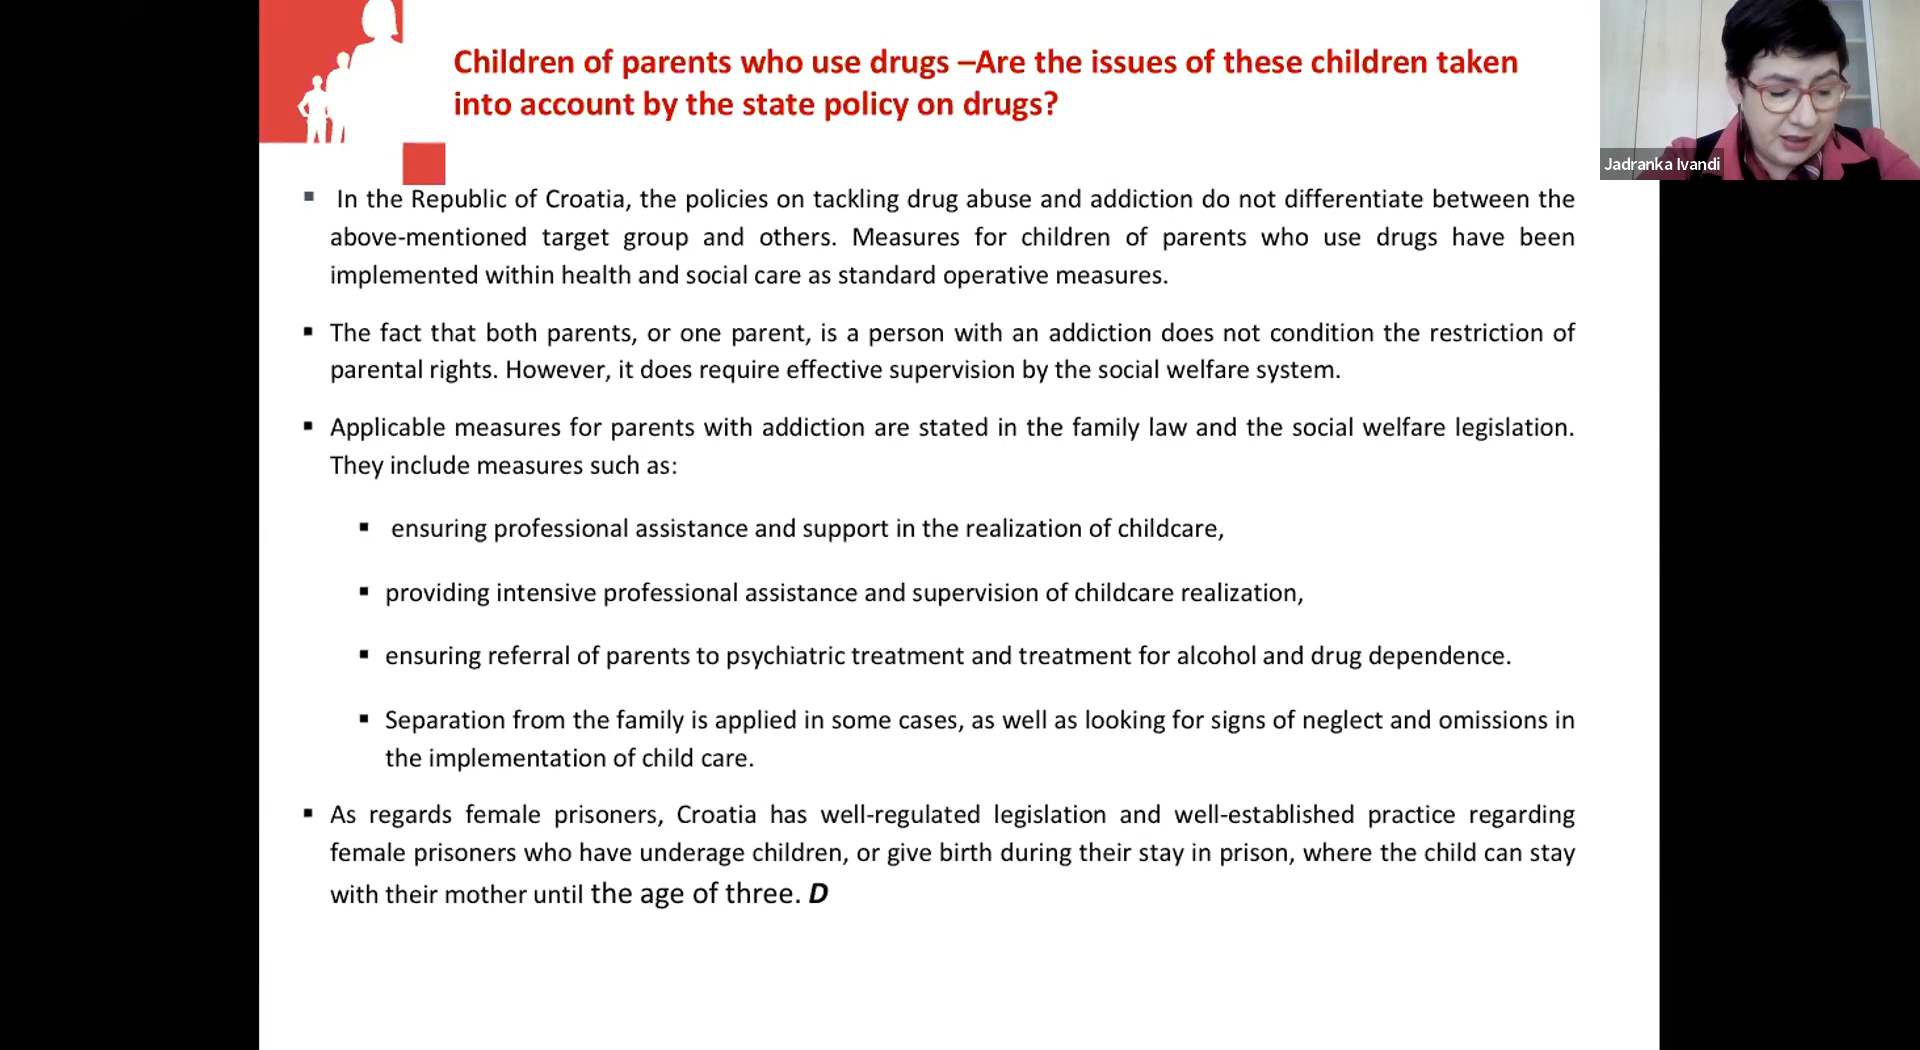 Children of parents who use drugs –Are the issues of these children taken
into account by the state policy on drugs?
Jadranka Ivandi
▪ In the Republic of Croatia, the policies on tackling drug abuse and addiction do not differentiate between the
above-mentioned target group and others. Measures for children of parents who use drugs have been
implemented within health and social care as standard operative measures.
▪ The fact that both parents, or one parent, is a person with an addiction does not condition the restriction of
parental rights. However, it does require effective supervision by the social welfare system.
▪ Applicable measures for parents with addiction are stated in the family law and the social welfare legislation.
They include measures such as:
▪ ensuring professional assistance and support in the realization of childcare,
▪ providing intensive professional assistance and supervision of childcare realization,
▪ ensuring referral of parents to psychiatric treatment and treatment for alcohol and drug dependence.
▪ Separation from the family is applied in some cases, as well as looking for signs of neglect and omissions in
the implementation of child care.
▪ As regards female prisoners, Croatia has well-regulated legislation and well-established practice regarding
female prisoners who have underage children, or give birth during their stay in prison, where the child can stay
with their mother until the age of three. D